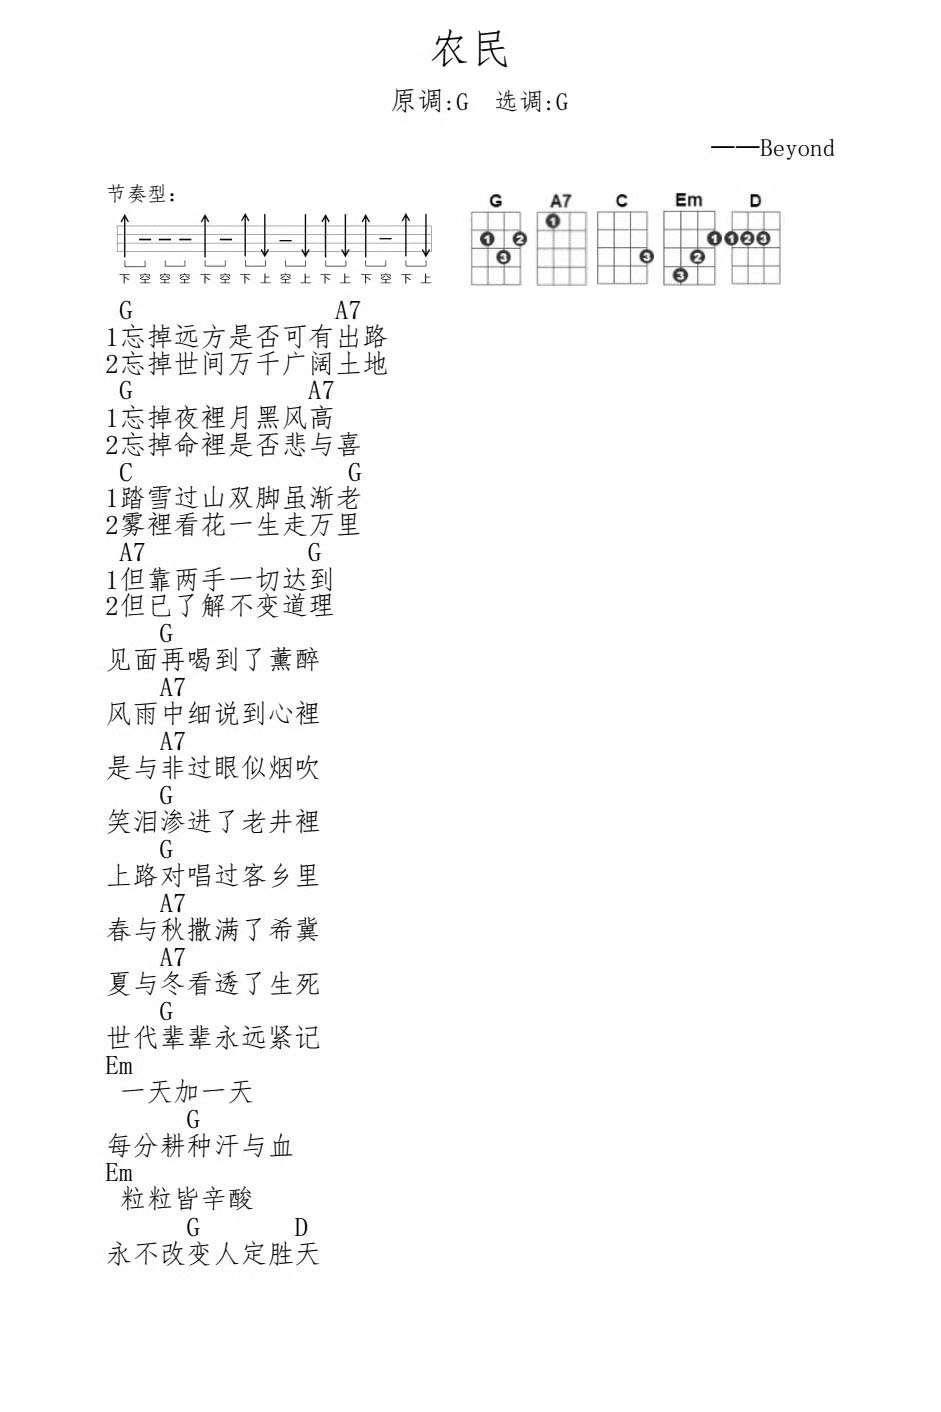 农民
原调:G 选调:G
——Beyond
节奏型:
G A7 C Em D
1 2 3 1 3 1 2 3 1 2 3
下 空 空 空 下 空 下 上 空 上 下 上 下 空 下 上
G A7
1忘掉远方是否可有出路
2忘掉世间万千广阔土地
G A7
1忘掉夜裡月黑风高
2忘掉命裡是否悲与喜
C G
1踏雪过山双脚虽渐老
2雾裡看花一生走万里
A7 G
1但靠两手一切达到
2但已了解不变道理
G
见面再喝到了薰醉
A7
风雨中细说到心裡
A7
是与非过眼似烟吹
G
笑泪渗进了老井裡
G
上路对唱过客乡里
A7
春与秋撒满了希冀
A7
夏与冬看透了生死
G
世代辈辈永远紧记
Em
一天加一天
G
每分耕种汗与血
Em
粒粒皆辛酸
G D
永不改变人定胜天